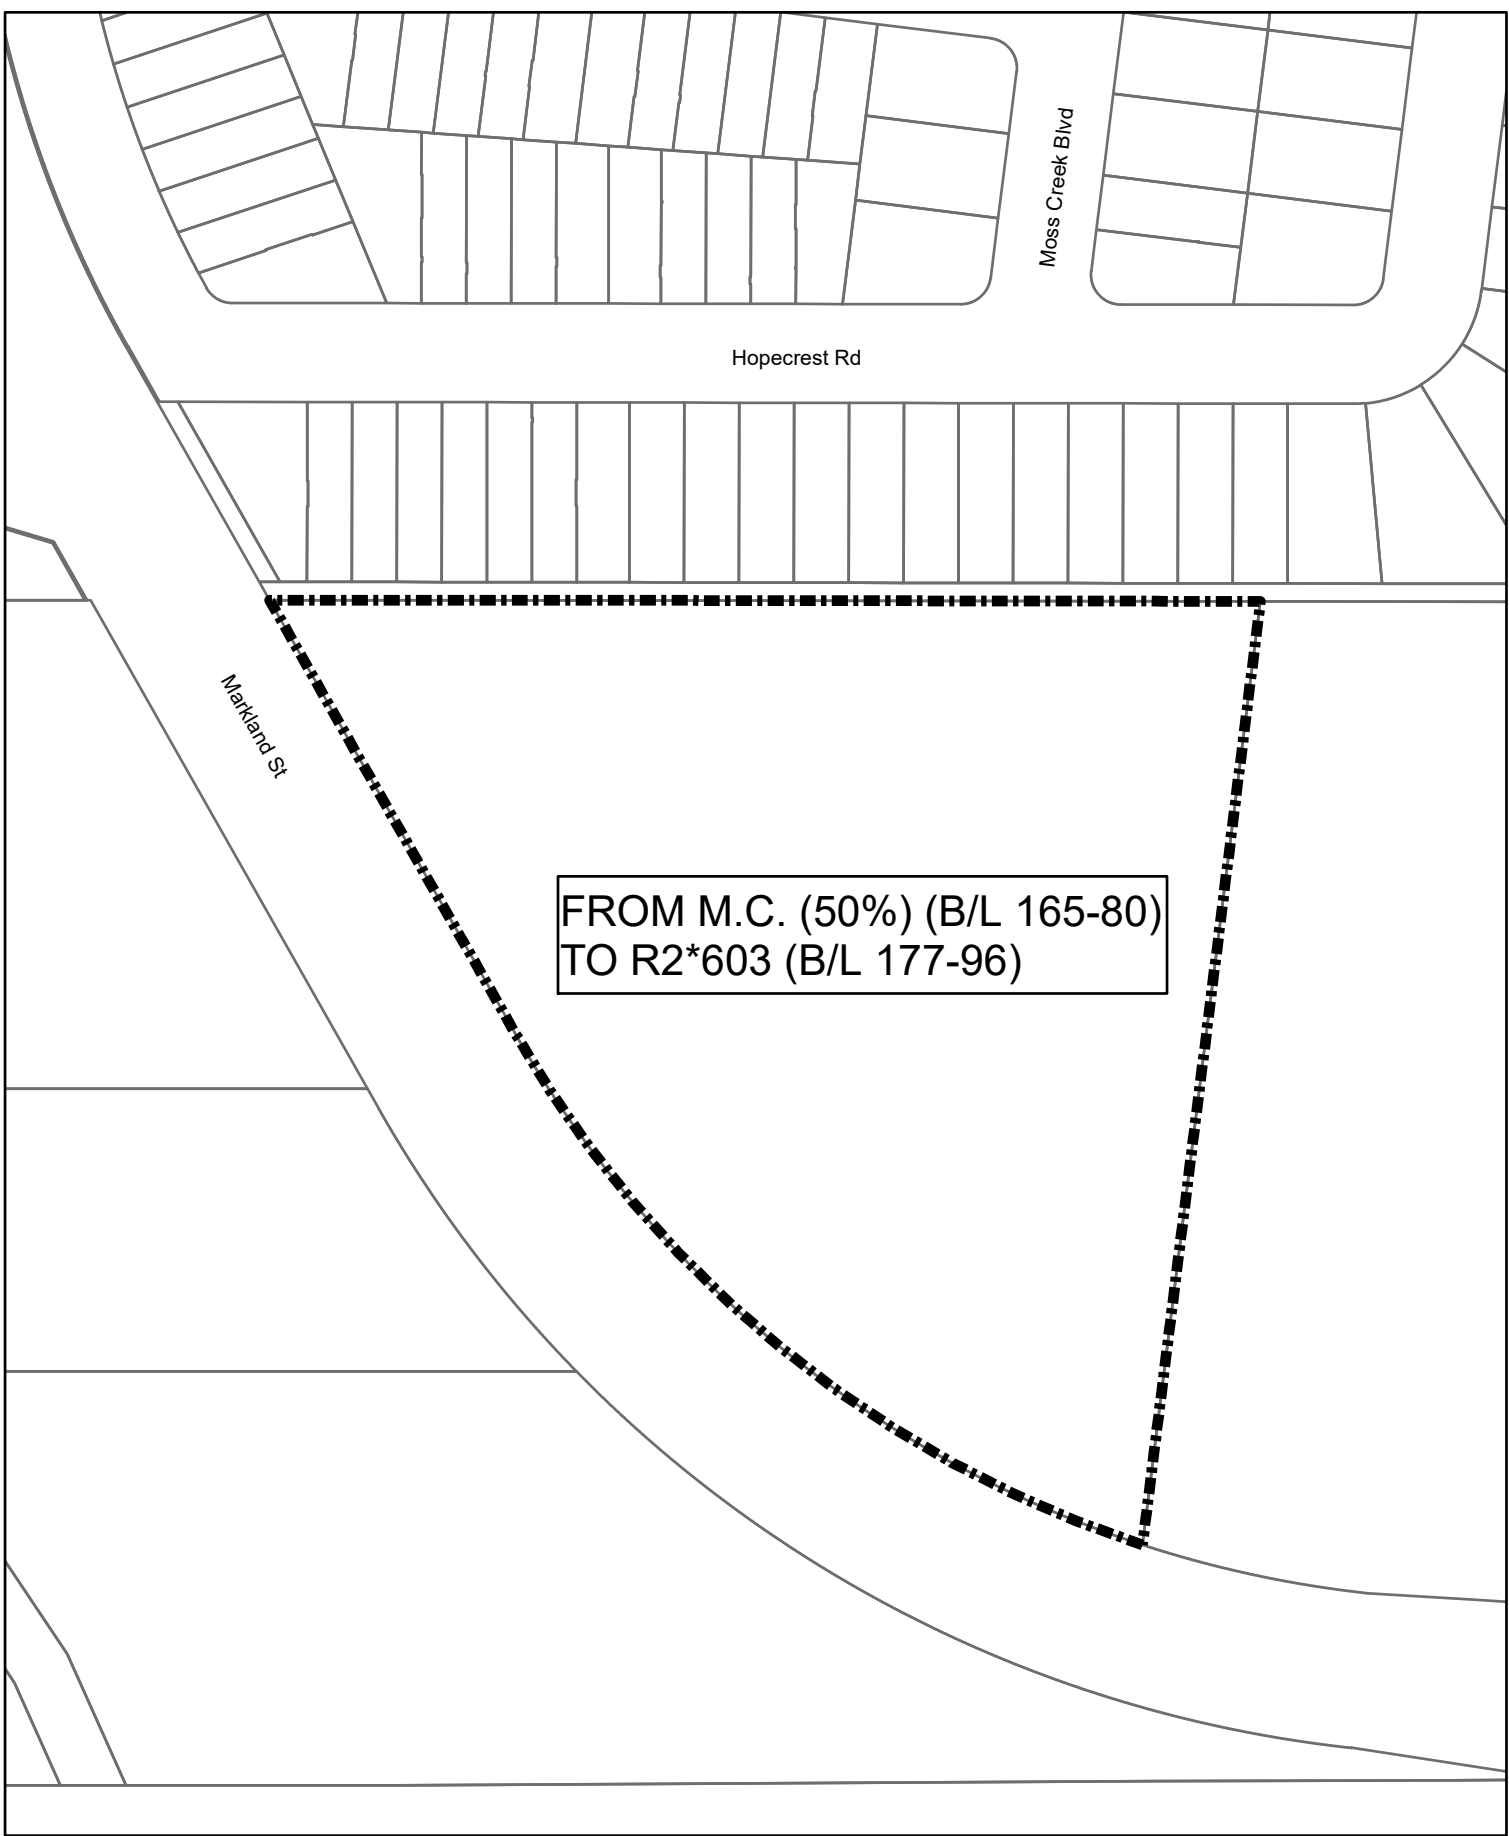 Moss Creek Blvd
Hopecrest Rd
Markland St
FROM M.C. (50%) (B/L 165-80)
TO R2*603 (B/L 177-96)